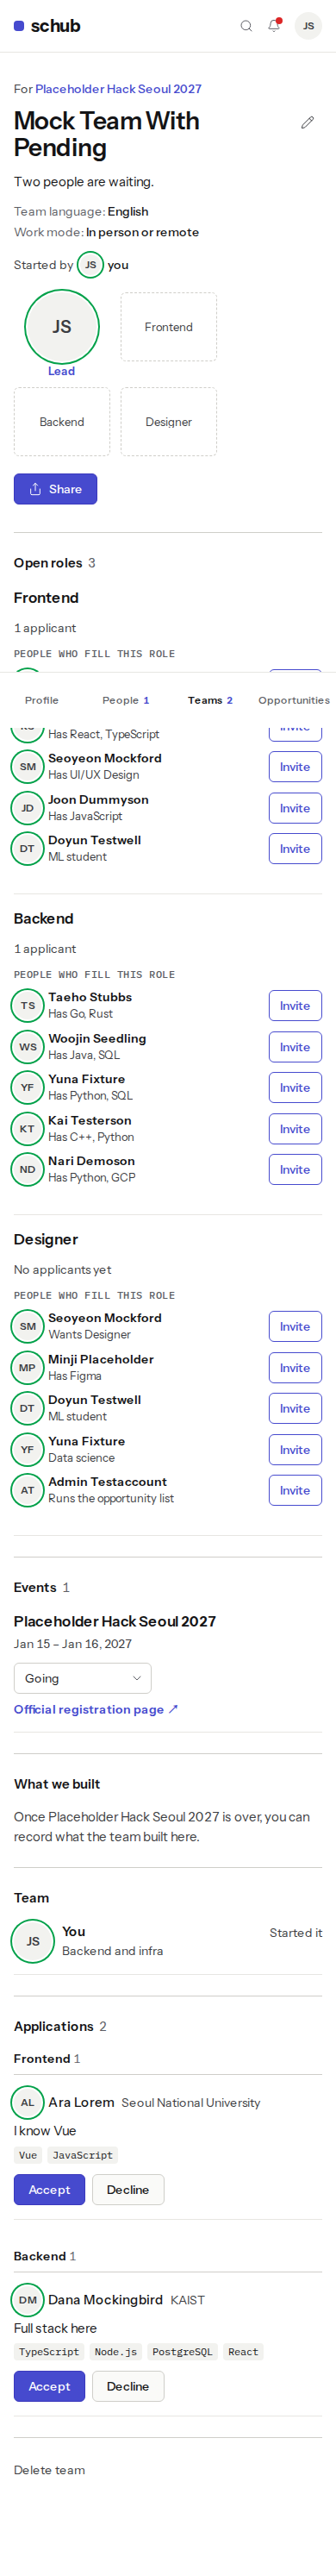 schub
JS
For Placeholder Hack Seoul 2027
Mock Team With
Pending
Two people are waiting.
Team language: English
Work mode: In person or remote
Started by JS you
JS
Lead
Frontend
Backend
Designer
Share
Open roles 3
Frontend
1 applicant
PEOPLE WHO FILL THIS ROLE
Profile
People 1
Teams 2
Opportunities
Has React, TypeScript
Invite
SM
Seoyeon Mockford
Has UI/UX Design
Invite
JD
Joon Dummyson
Has JavaScript
Invite
DT
Doyun Testwell
ML student
Invite
Backend
1 applicant
PEOPLE WHO FILL THIS ROLE
TS
Taeho Stubbs
Has Go, Rust
Invite
WS
Woojin Seedling
Has Java, SQL
Invite
YF
Yuna Fixture
Has Python, SQL
Invite
KT
Kai Testerson
Has C++, Python
Invite
ND
Nari Demoson
Has Python, GCP
Invite
Designer
No applicants yet
PEOPLE WHO FILL THIS ROLE
SM
Seoyeon Mockford
Wants Designer
Invite
MP
Minji Placeholder
Has Figma
Invite
DT
Doyun Testwell
ML student
Invite
YF
Yuna Fixture
Data science
Invite
AT
Admin Testaccount
Runs the opportunity list
Invite
Events 1
Placeholder Hack Seoul 2027
Jan 15 – Jan 16, 2027
Going
Official registration page ↗
What we built
Once Placeholder Hack Seoul 2027 is over, you can
record what the team built here.
Team
JS
You
Backend and infra
Started it
Applications 2
Frontend 1
AL
Ara Lorem Seoul National University
I know Vue
Vue JavaScript
Accept
Decline
Backend 1
DM
Dana Mockingbird KAIST
Full stack here
TypeScript Node.js PostgreSQL React
Accept
Decline
Delete team